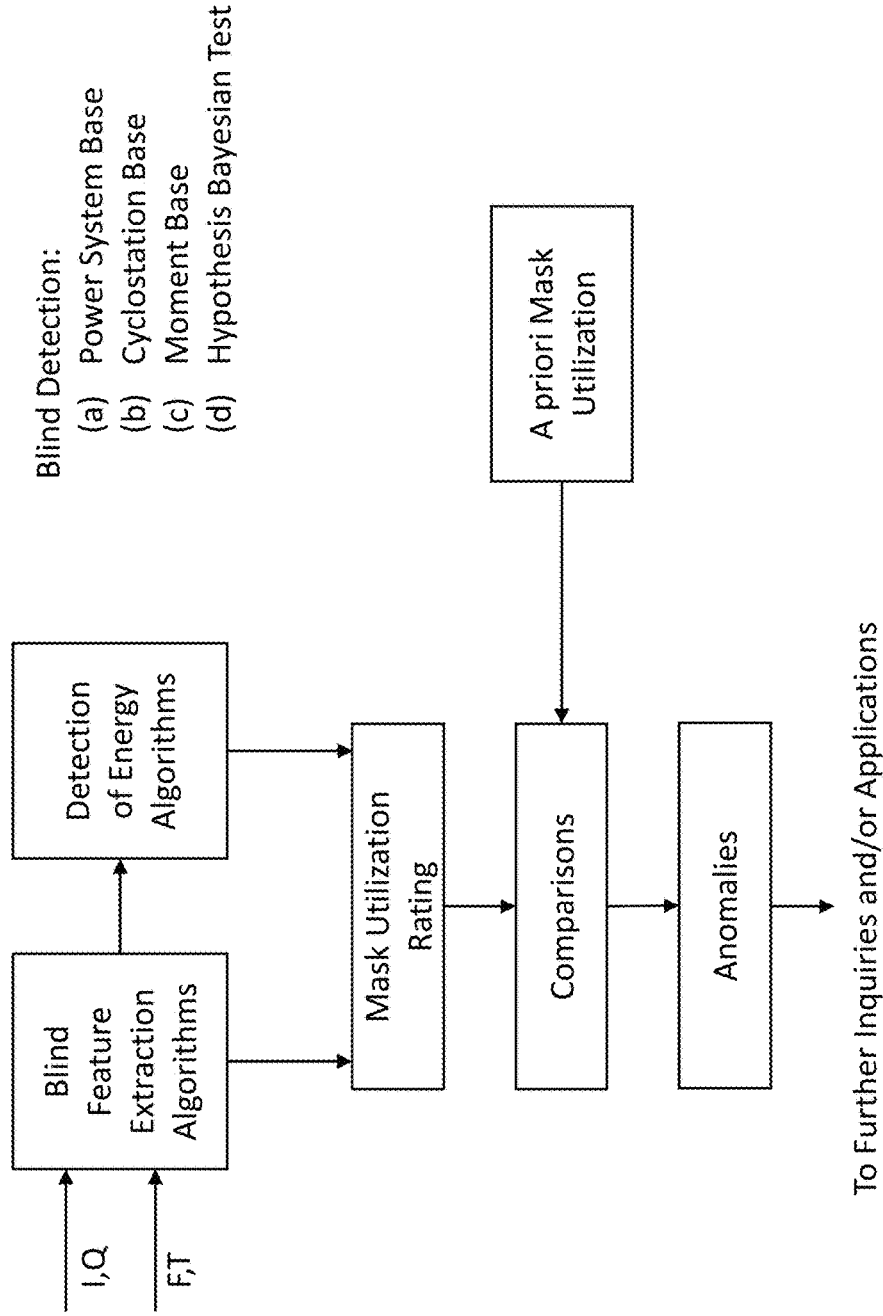 Blind Detection:
(a) Power System Base
(b) Cyclostation Base
(c) Moment Base
(d) Hypothesis Bayesian Test
I,Q
F,T
Blind
Feature
Extraction
Algorithms
Detection
of Energy
Algorithms
Mask Utilization
Rating
Comparisons
A priori Mask
Utilization
Anomalies
To Further Inquiries and/or Applications